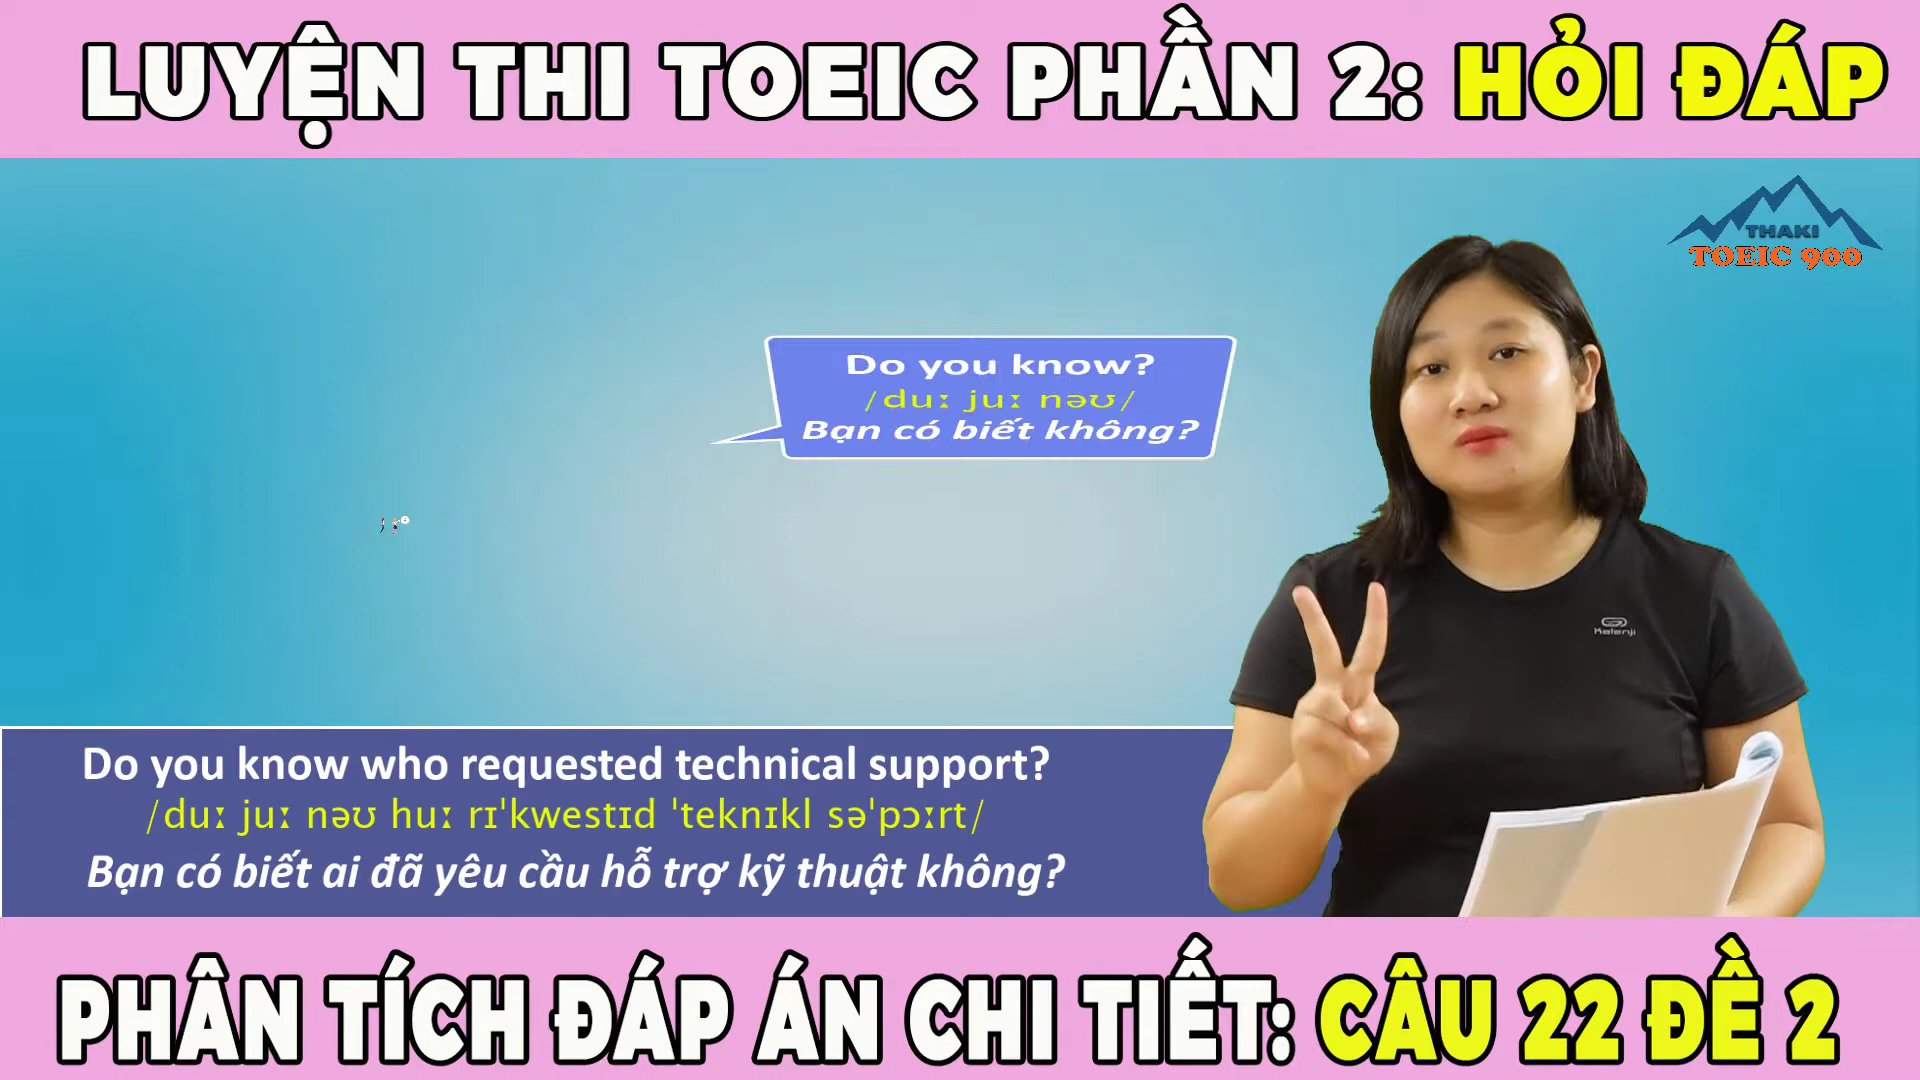 LUYỆN THI TOEIC PHẦN 2: HỎI ĐÁP
THAKI
TOEIC 900
Do you know?
/duː juː nəʊ/
Bạn có biết không?
Kalenji
Do you know who requested technical support?
/duː juː nəʊ huː rɪˈkwestɪd ˈteknɪkl səˈpɔːrt/
Bạn có biết ai đã yêu cầu hỗ trợ kỹ thuật không?
PHÂN TÍCH ĐÁP ÁN CHI TIẾT: CÂU 22 ĐỀ 2